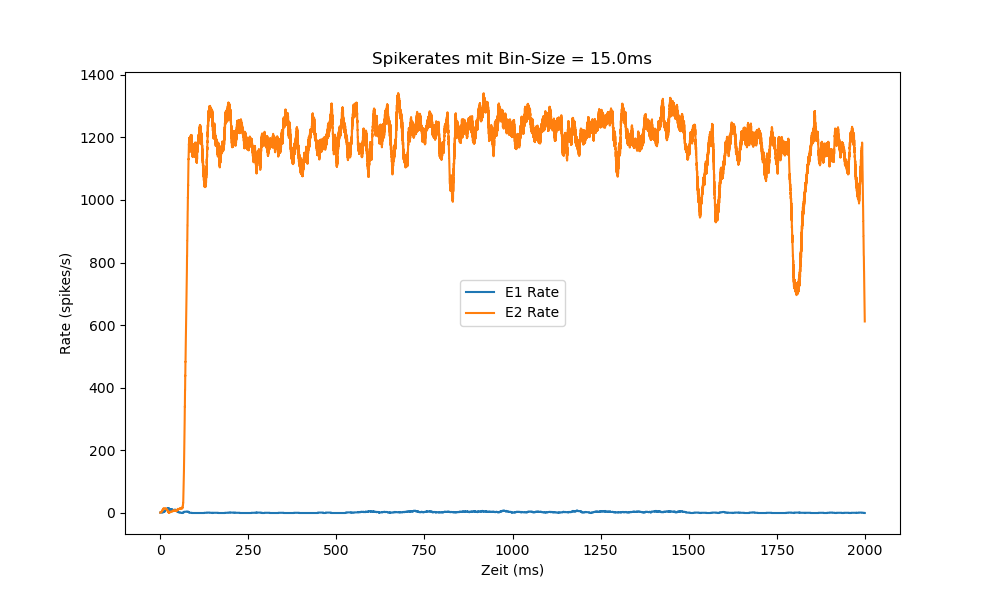 Spikerates mit Bin-Size = 15.0ms
1400
1200
1000
800
600
400
200
0
Rate (spikes/s)
E1 Rate
E2 Rate
0 250 500 750 1000 1250 1500 1750 2000
Zeit (ms)